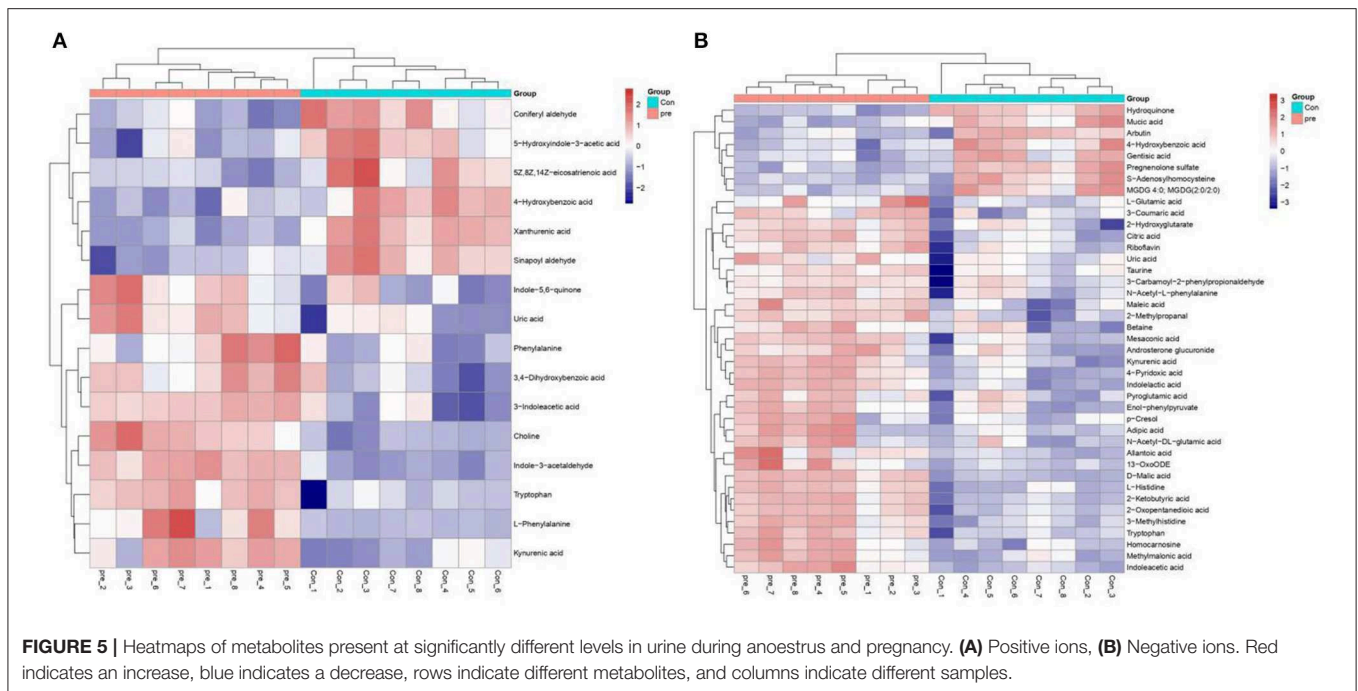 A
Group
Coniferyl aldehyde
5-Hydroxyindole-3-acetic acid
5Z,8Z,14Z-eicosatrienoic acid
4-Hydroxybenzoic acid
Xanthurenic acid
Sinapoyl aldehyde
Indole-5,6-quinone
Uric acid
Phenylalanine
3,4-Dihydroxybenzoic acid
3-Indoleacetic acid
Choline
Indole-3-acetaldehyde
Tryptophan
L-Phenylalanine
Kynurenic acid
pre_2
pre_3
pre_6
pre_7
pre_1
pre_8
pre_4
pre_5
Con_1
Con_2
Con_3
Con_7
Con_8
Con_4
Con_5
Con_6
2
1
0
-1
-2
Group
Con
pre
B
Group
Hydroquinone
Mucic acid
Arbutin
4-Hydroxybenzoic acid
Gentisic acid
Pregnenolone sulfate
S-Adenosylhomocysteine
MGDG 4:0; MGDG(2:0/2:0)
L-Glutamic acid
3-Coumaric acid
2-Hydroxyglutarate
Citric acid
Riboflavin
Uric acid
Taurine
3-Carbamoyl-2-phenylpropionaldehyde
N-Acetyl-L-phenylalanine
Maleic acid
2-Methylpropanal
Betaine
Mesaconic acid
Androsterone glucuronide
Kynurenic acid
4-Pyridoxic acid
Indolelactic acid
Pyroglutamic acid
Enol-phenylpyruvate
p-Cresol
Adipic acid
N-Acetyl-DL-glutamic acid
Allantoic acid
13-OxoODE
D-Malic acid
L-Histidine
2-Ketobutyric acid
2-Oxopentanedioic acid
3-Methylhistidine
Tryptophan
Homocarnosine
Methylmalonic acid
Indoleacetic acid
pre_6
pre_7
pre_8
pre_4
pre_5
pre_1
pre_2
pre_3
Con_1
Con_4
Con_5
Con_6
Con_7
Con_8
Con_2
Con_3
3
2
1
0
-1
-2
-3
Group
Con
pre
FIGURE 5 | Heatmaps of metabolites present at significantly different levels in urine during anoestrus and pregnancy. (A) Positive ions, (B) Negative ions. Red
indicates an increase, blue indicates a decrease, rows indicate different metabolites, and columns indicate different samples.